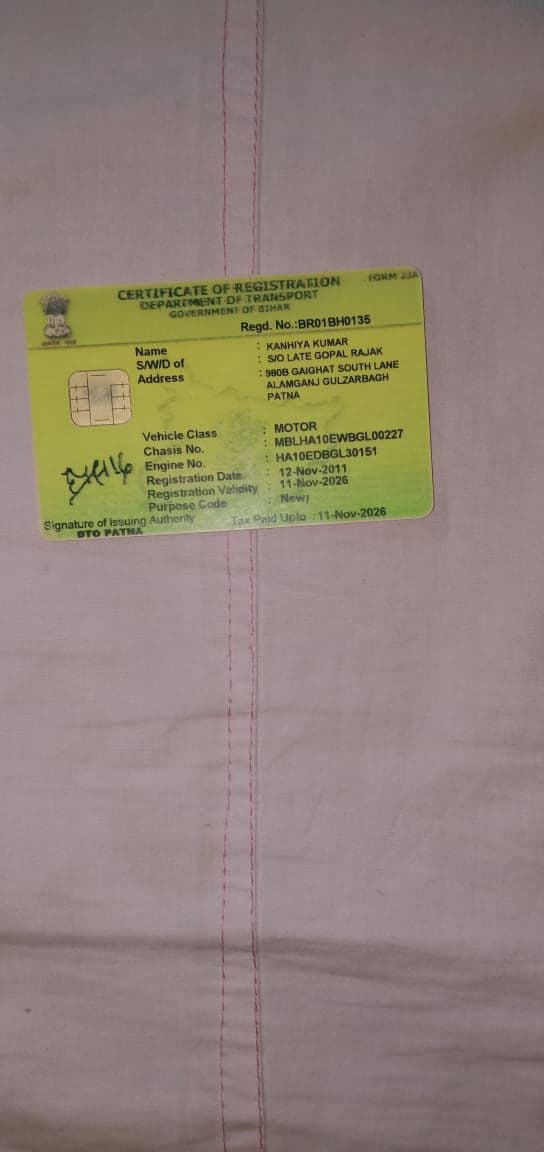 CERTIFICATE OF REGISTRATION FORM 23A
DEPARTMENT OF TRANSPORT
GOVERNMENT OF BIHAR
Regd. No.:BR01BH0135
Name : KANHIYA KUMAR
S/W/D of : S/O LATE GOPAL RAJAK
Address : 980B GAIGHAT SOUTH LANE
ALAMGANJ GULZARBAGH
PATNA
Vehicle Class : MOTOR
Chasis No. : MBLHA10EWBGL00227
Engine No. : HA10EDBGL30151
Registration Date : 12-Nov-2011
Registration Validity : 11-Nov-2026
Purpose Code : New/
Signature of Issuing Authority Tax Paid Upto : 11-Nov-2026
DTO PATNA